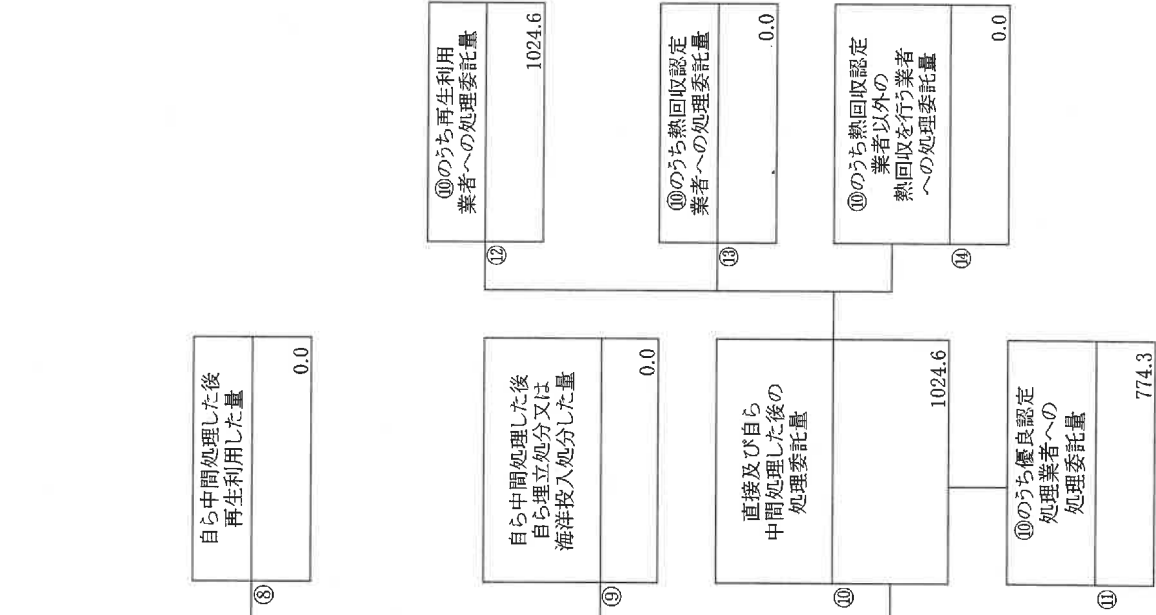 ⑧
自ら中間処理した後
再生利用した量
0.0
⑨
自ら中間処理した後
自ら埋立処分又は
海洋投入処分した量
0.0
⑩
直接及び自ら
中間処理した後の
処理委託量
1024.6
⑪
⑩のうち優良認定
処理業者への
処理委託量
774.3
⑫
⑩のうち再生利用
業者への処理委託量
1024.6
⑬
⑩のうち熱回収認定
業者への処理委託量
0.0
⑭
⑩のうち熱回収認定
業者以外の
熱回収を行う業者
への処理委託量
0.0